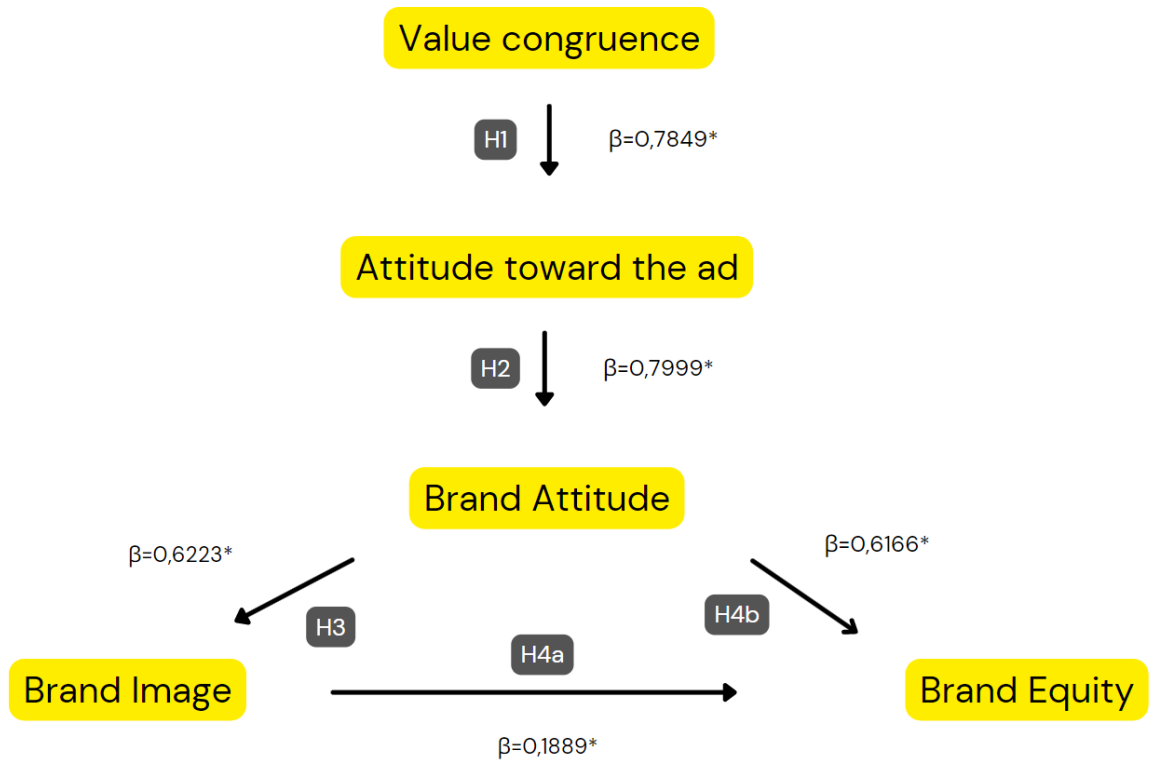 Value congruence
H1
β=0,7849*
Attitude toward the ad
H2
β=0,7999*
Brand Attitude
β=0,6223*
β=0,6166*
H3
H4b
H4a
Brand Image
Brand Equity
β=0,1889*